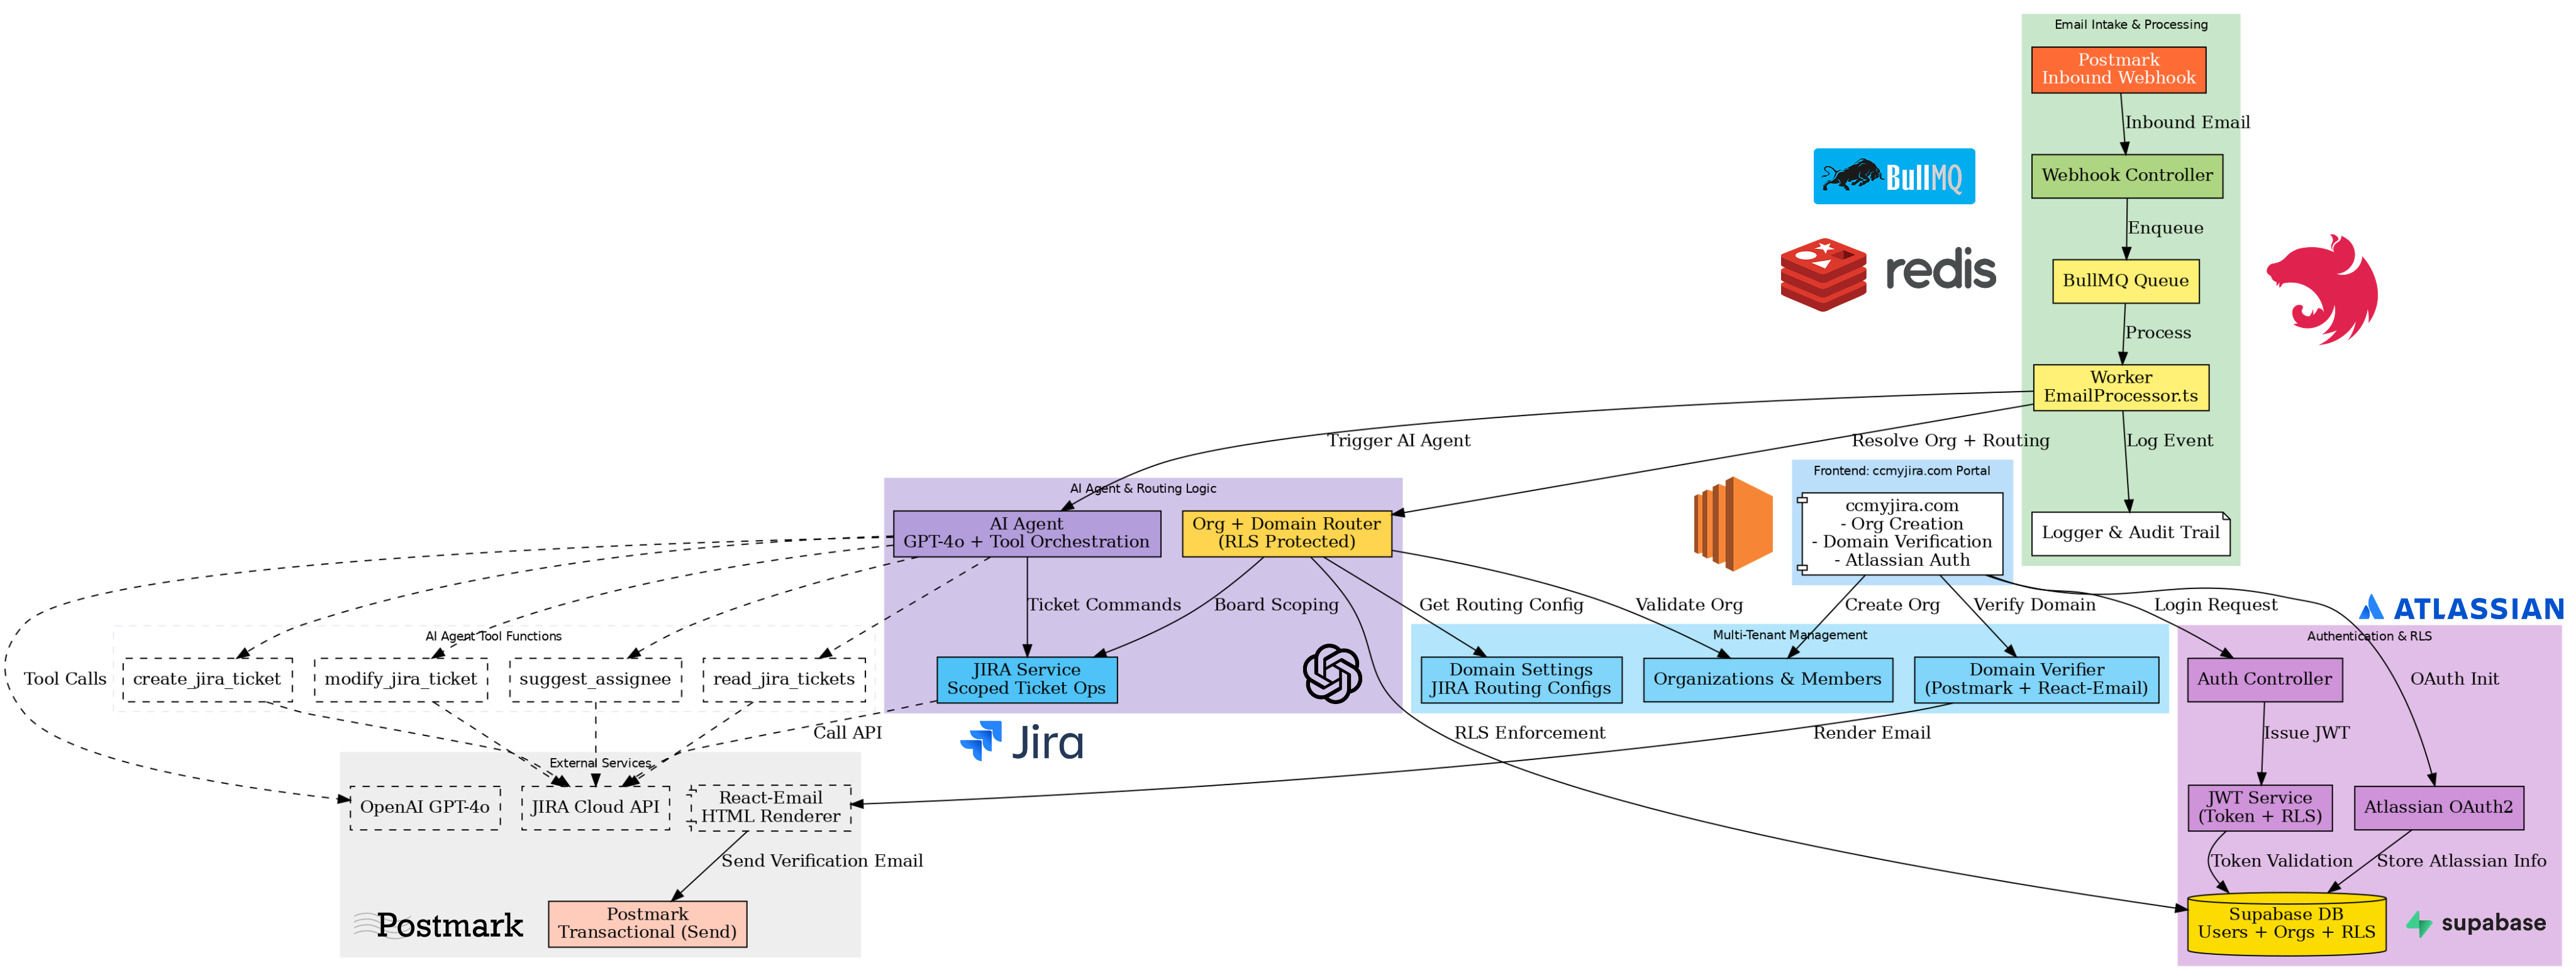 Email Intake & Processing
Postmark
Inbound Webhook
Inbound Email
Webhook Controller
BullMQ
Enqueue
redis
BullMQ Queue
Process
Worker
EmailProcessor.ts
Trigger AI Agent
Resolve Org + Routing
Log Event
Logger & Audit Trail
Frontend: ccmyjira.com Portal
ccmyjira.com
- Org Creation
- Domain Verification
- Atlassian Auth
AI Agent & Routing Logic
AI Agent
GPT-4o + Tool Orchestration
Org + Domain Router
(RLS Protected)
Ticket Commands
Board Scoping
Get Routing Config
Validate Org
Create Org
Verify Domain
Login Request
ATLASSIAN
AI Agent Tool Functions
create_jira_ticket
modify_jira_ticket
suggest_assignee
read_jira_tickets
Tool Calls
JIRA Service
Scoped Ticket Ops
Multi-Tenant Management
Domain Settings
JIRA Routing Configs
Organizations & Members
Domain Verifier
(Postmark + React-Email)
Authentication & RLS
Auth Controller
OAuth Init
Call API
Jira
RLS Enforcement
Render Email
Issue JWT
External Services
OpenAI GPT-4o
JIRA Cloud API
React-Email
HTML Renderer
JWT Service
(Token + RLS)
Atlassian OAuth2
Send Verification Email
Token Validation
Store Atlassian Info
Postmark
Postmark
Transactional (Send)
Supabase DB
Users + Orgs + RLS
supabase